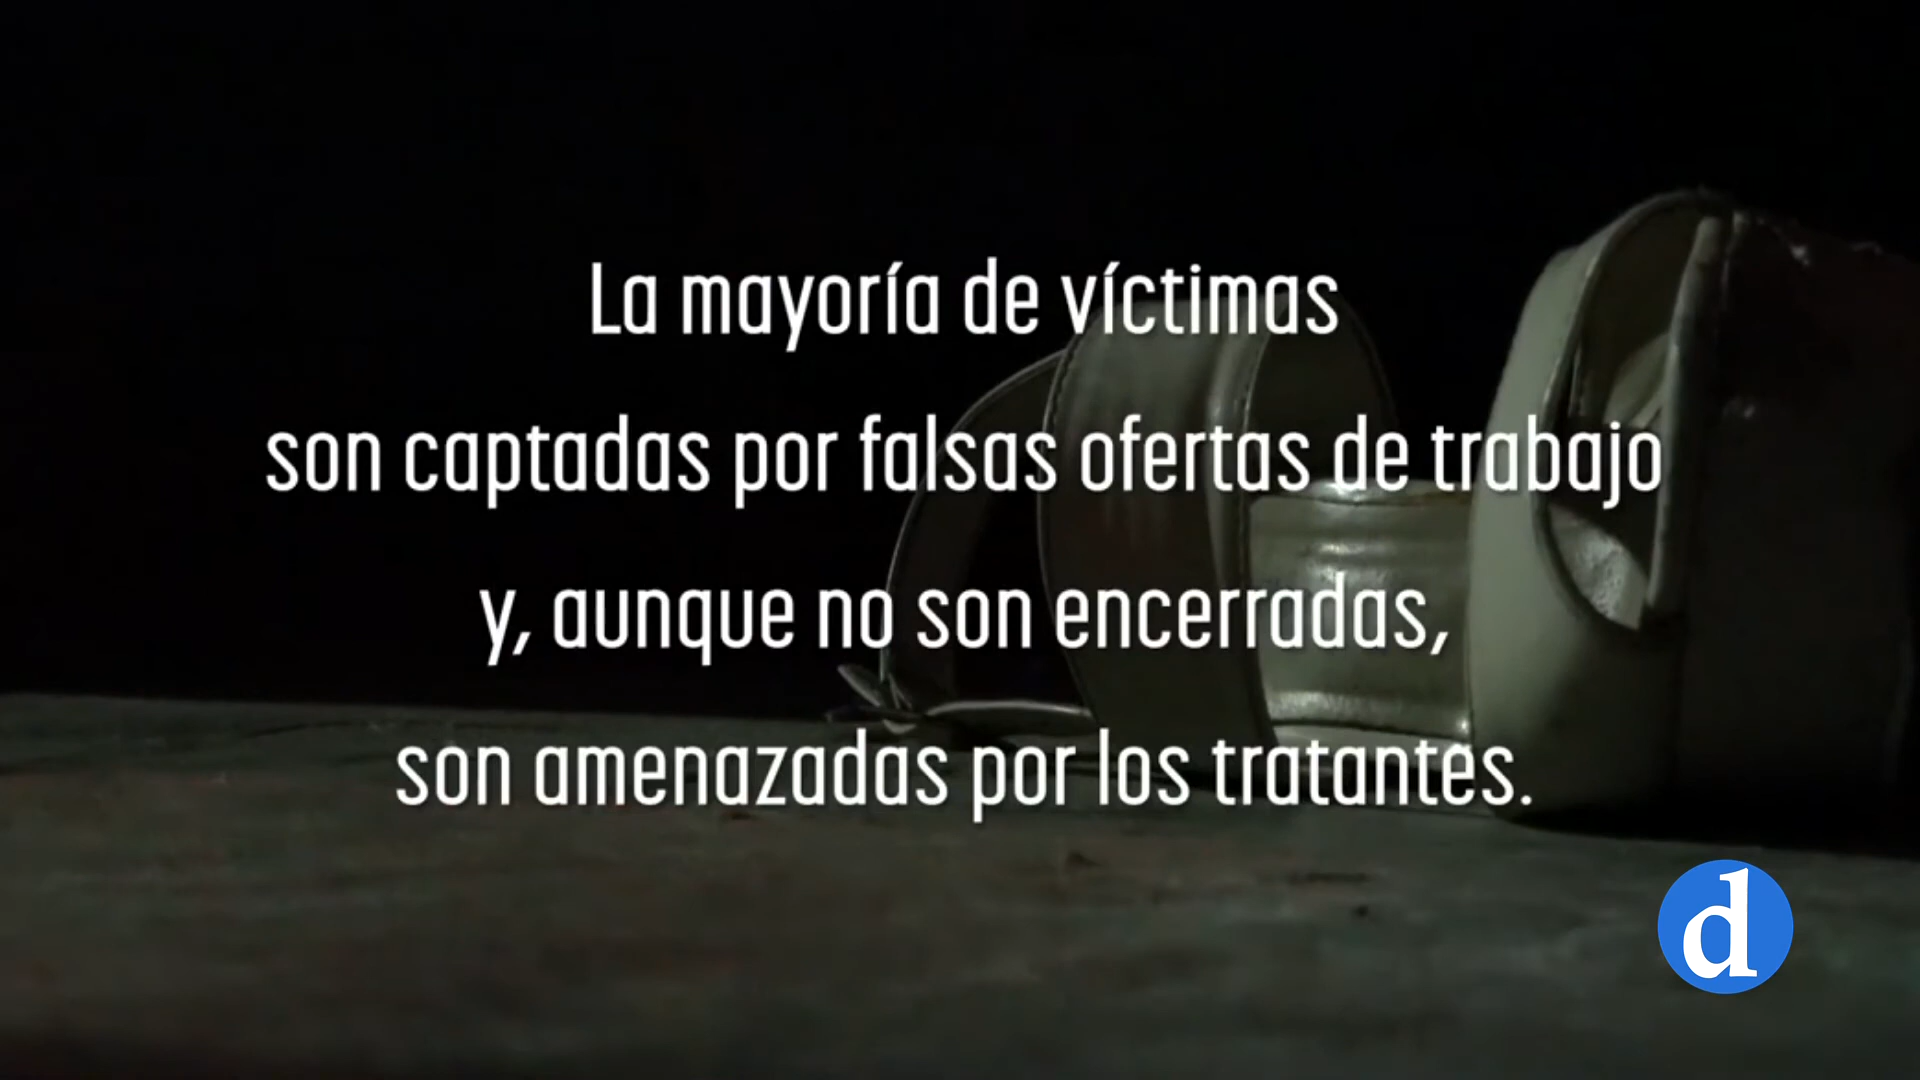 La mayoría de víctimas
son captadas por falsas ofertas de trabajo
y, aunque no son encerradas,
son amenazadas por los tratantes.
d